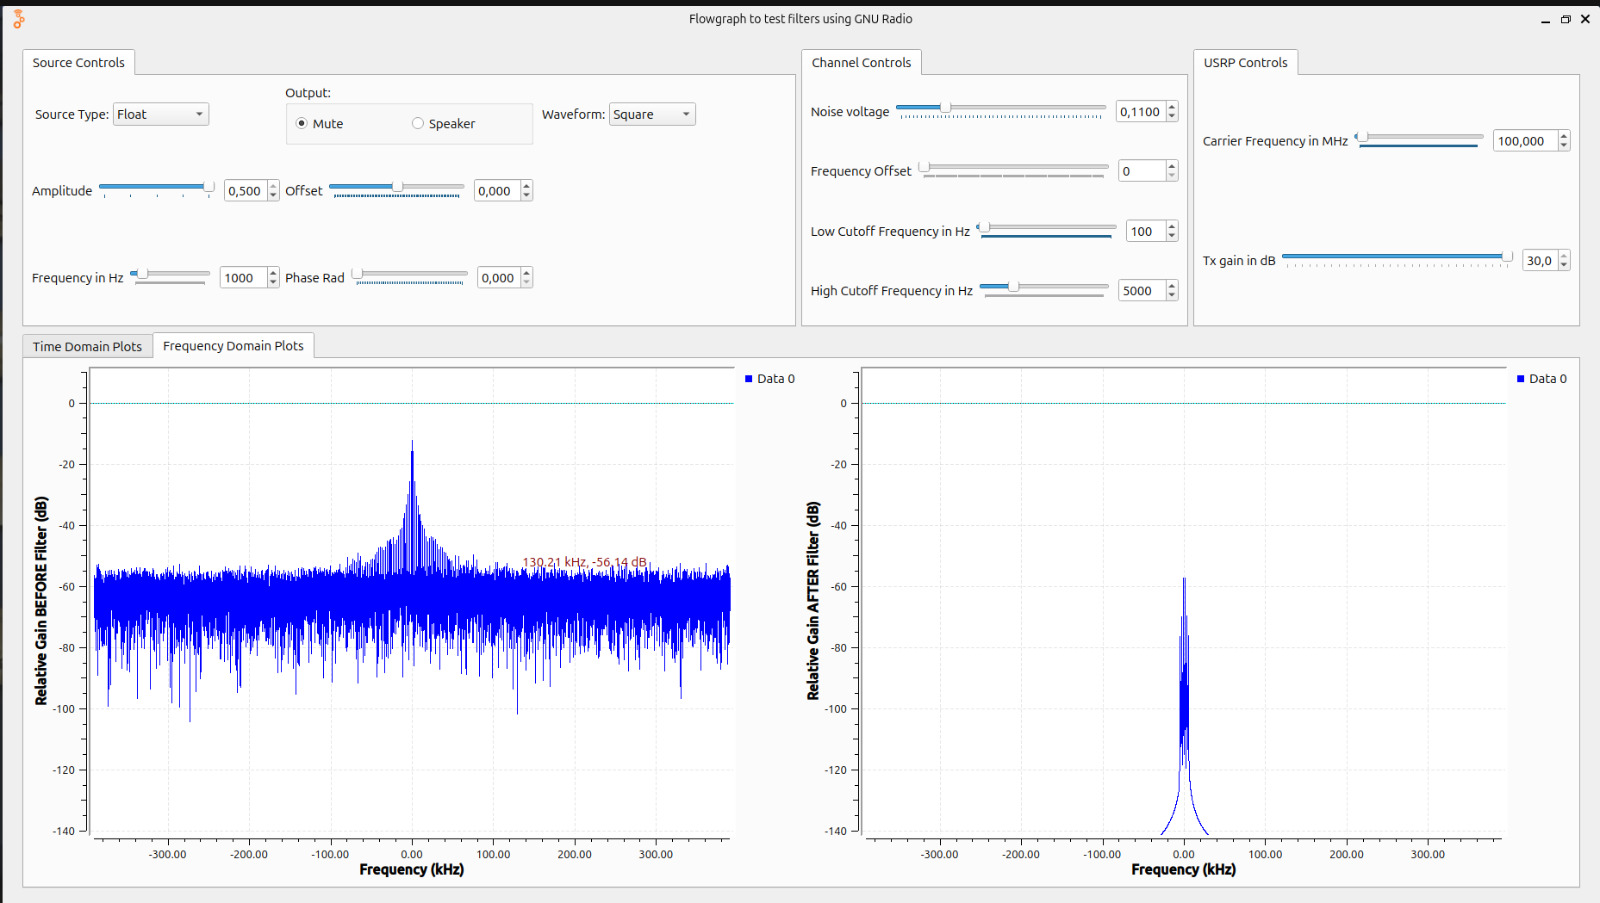 Flowgraph to test filters using GNU Radio
Source Controls
Source Type: Float
Output:
Mute
Speaker
Waveform: Square
Amplitude 0,500
Offset 0,000
Frequency in Hz 1000
Phase Rad 0,000
Channel Controls
Noise voltage 0,1100
Frequency Offset 0
Low Cutoff Frequency in Hz 100
High Cutoff Frequency in Hz 5000
USRP Controls
Carrier Frequency in MHz 100,000
Tx gain in dB 30,0
Time Domain Plots
Frequency Domain Plots
Relative Gain BEFORE Filter (dB)
0
-20
-40
-60
-80
-100
-120
-140
130.21 kHz, -56.14 dB
Data 0
-300.00 -200.00 -100.00 0.00 100.00 200.00 300.00
Frequency (kHz)
Relative Gain AFTER Filter (dB)
0
-20
-40
-60
-80
-100
-120
-140
Data 0
-300.00 -200.00 -100.00 0.00 100.00 200.00 300.00
Frequency (kHz)